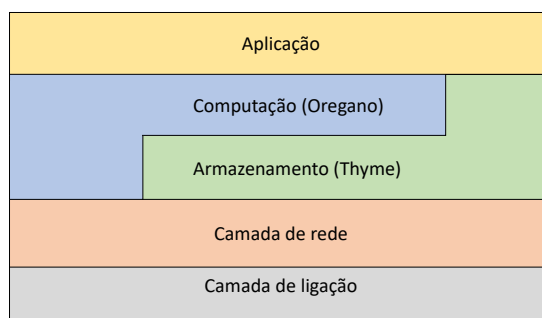 Aplicação
Computação (Oregano)
Armazenamento (Thyme)
Camada de rede
Camada de ligação